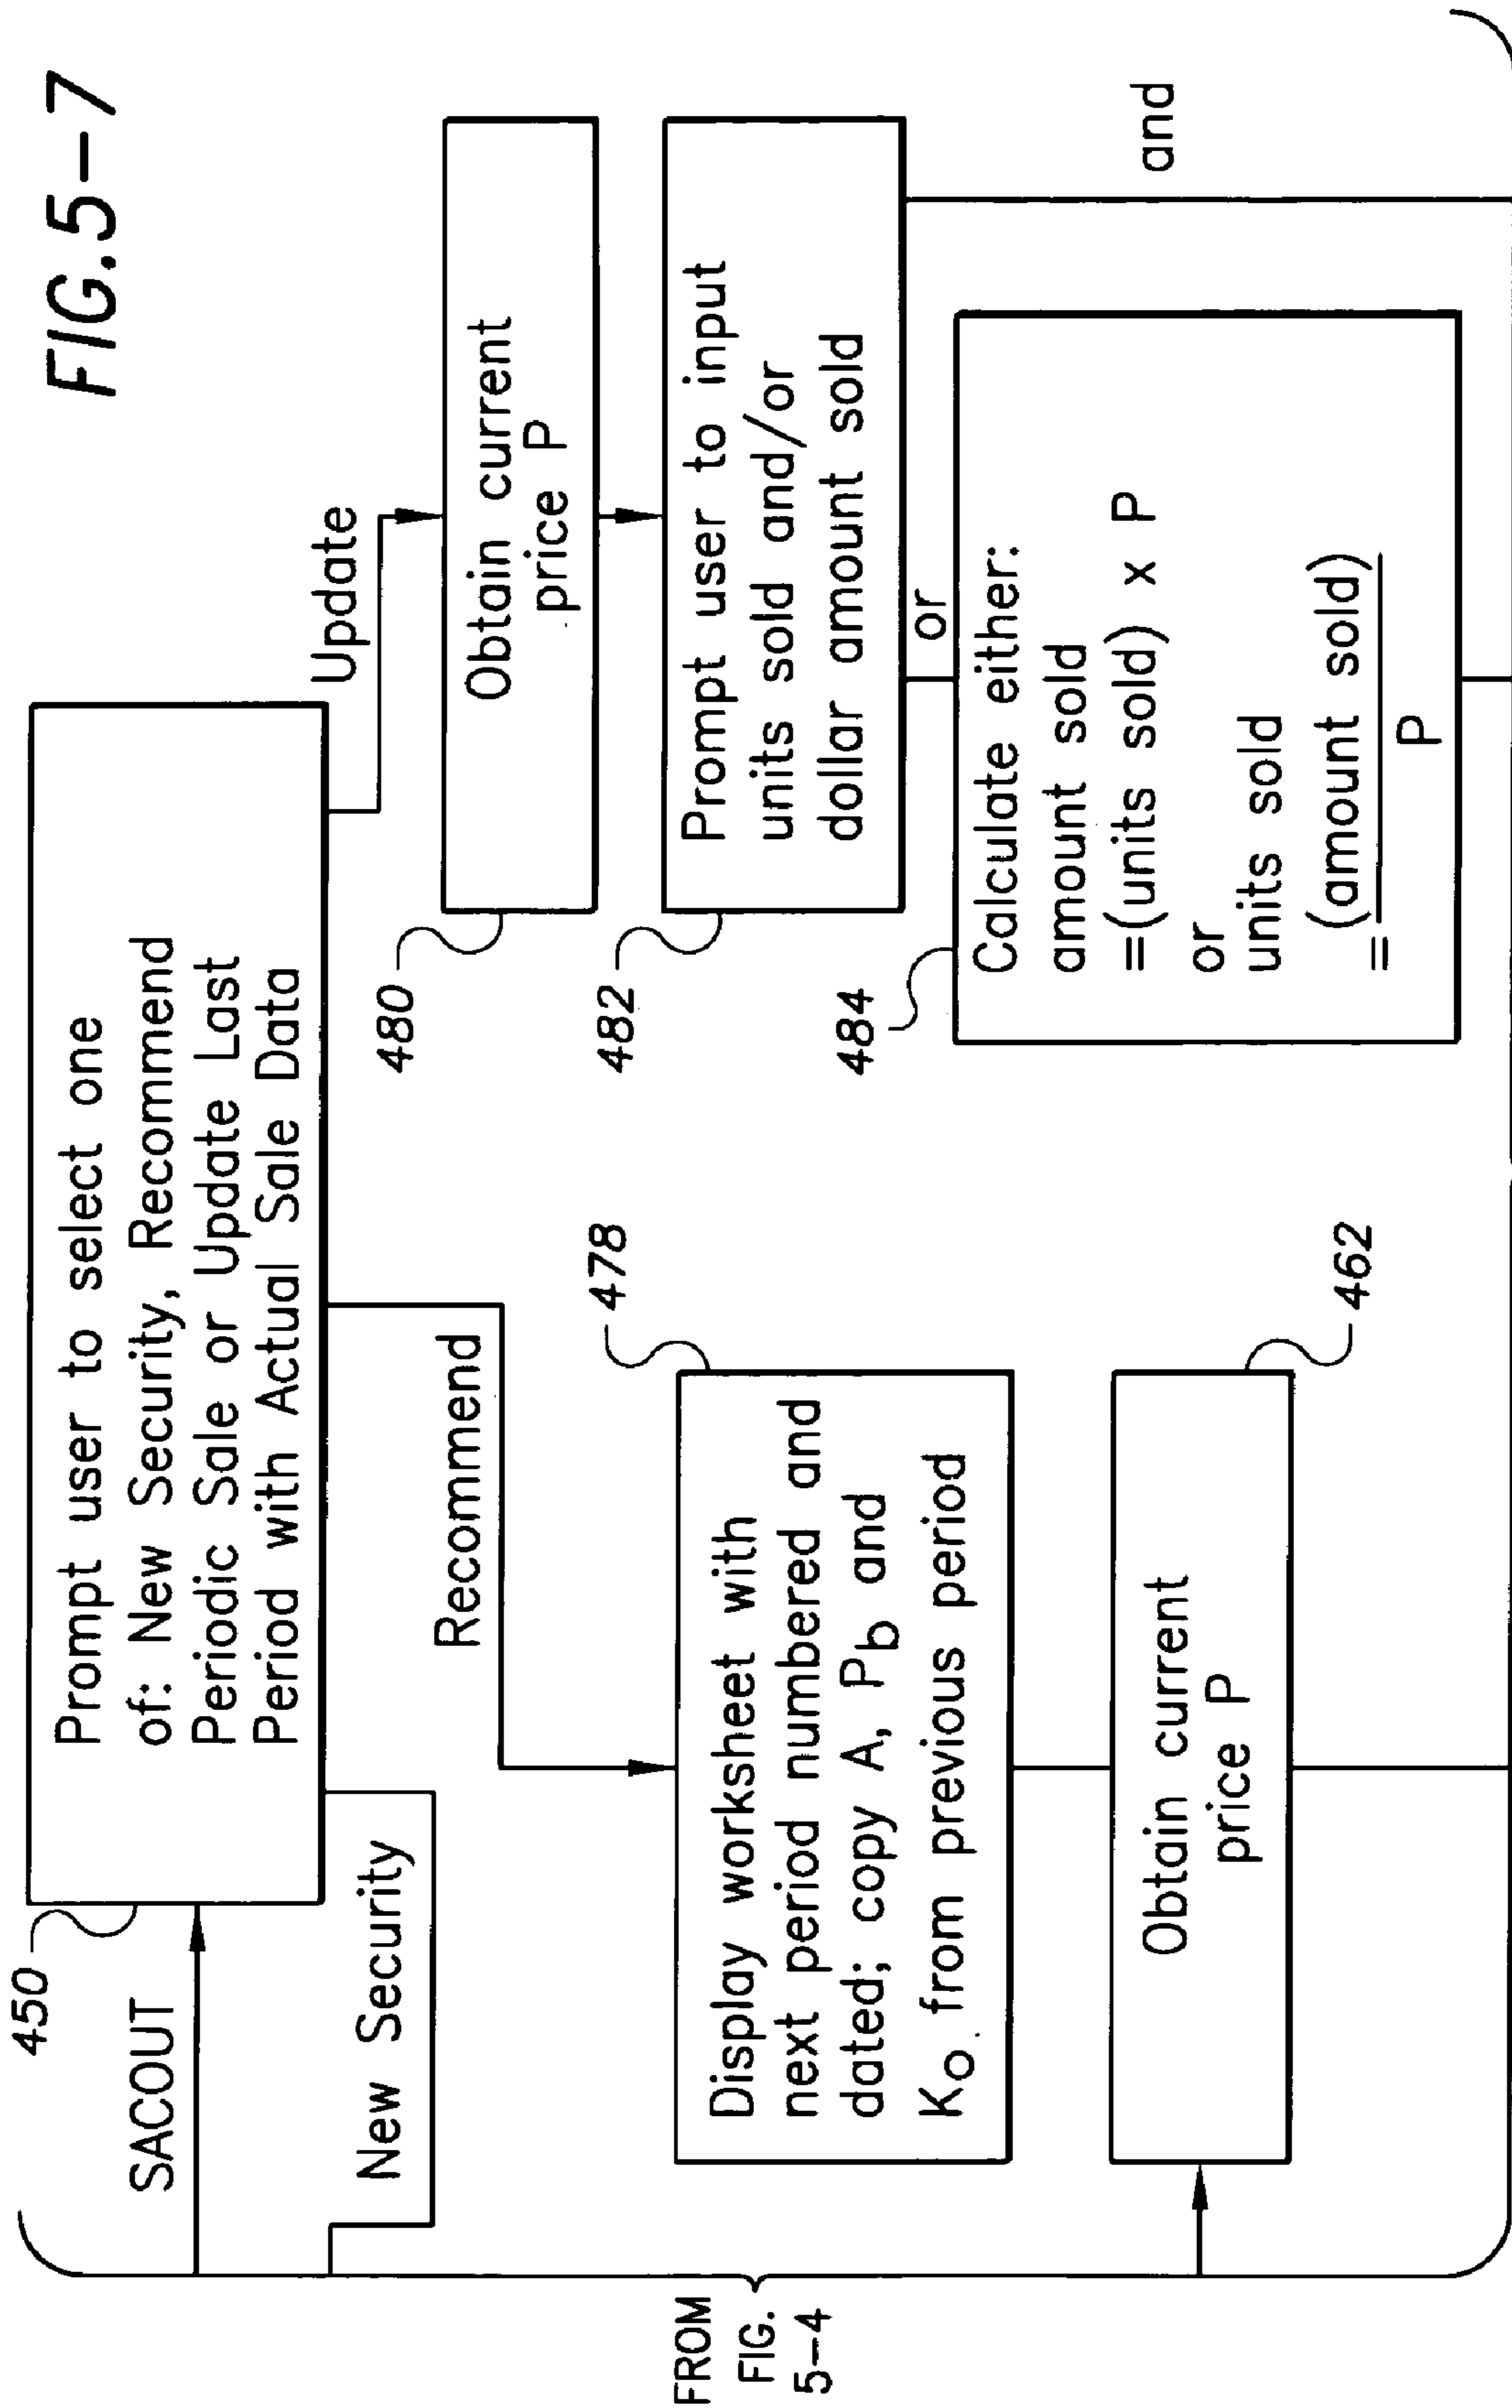 FIG.5-7
450
SACOUT
Prompt user to select one
of: New Security, Recommend
Periodic Sale or Update Last
Period with Actual Sale Data
New Security
Recommend
Update
FROM
FIG.
5-4
478
Display worksheet with
next period numbered and
dated; copy A, Pb and
Ko from previous period
462
Obtain current
price P
480
Obtain current
price P
482
Prompt user to input
units sold and/or
dollar amount sold
or
and
484
Calculate either:
amount sold
=(units sold) x P
or
units sold
= (amount sold)
P